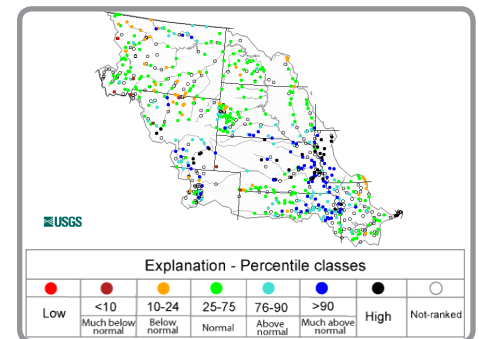 USGS
Explanation - Percentile classes
Low <10 10-24 25-75 76-90 >90 High Not-ranked
Much below normal Below normal Normal Above normal Much above normal